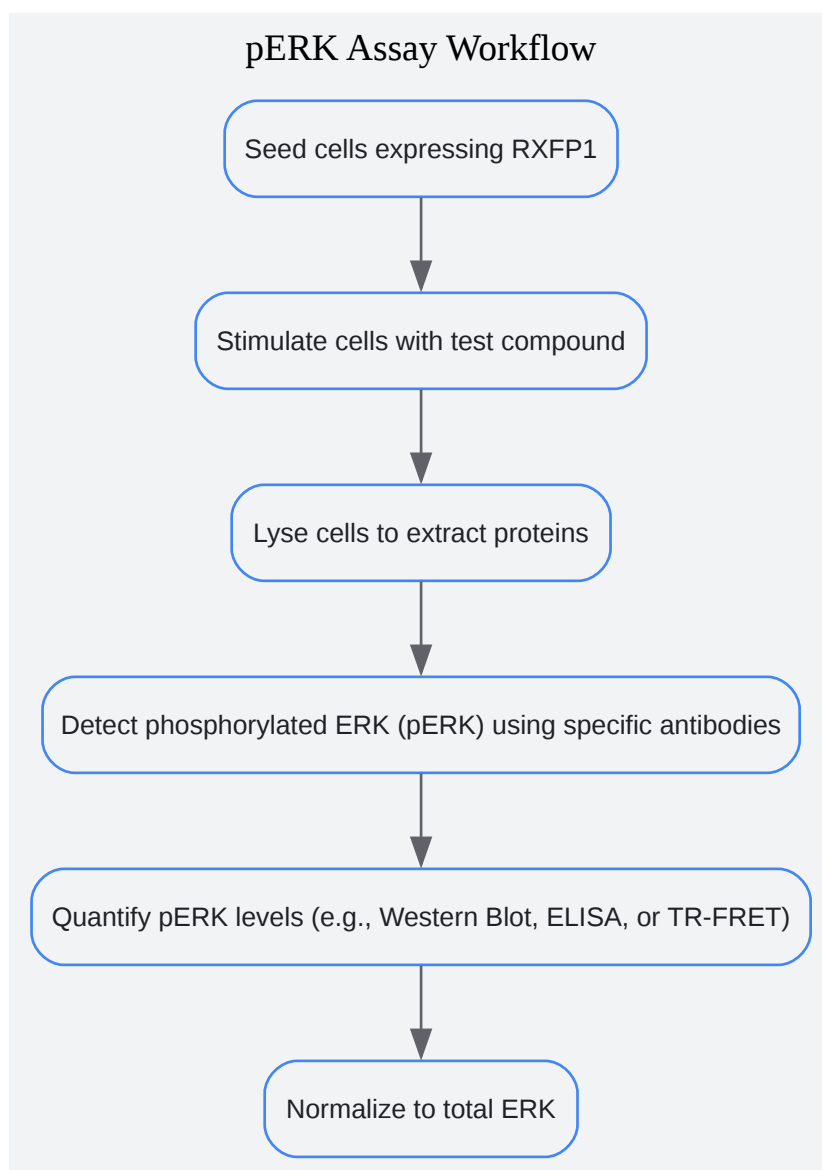 pERK Assay Workflow
Seed cells expressing RXFP1
Stimulate cells with test compound
Lyse cells to extract proteins
Detect phosphorylated ERK (pERK) using specific antibodies
Quantify pERK levels (e.g., Western Blot, ELISA, or TR-FRET)
Normalize to total ERK